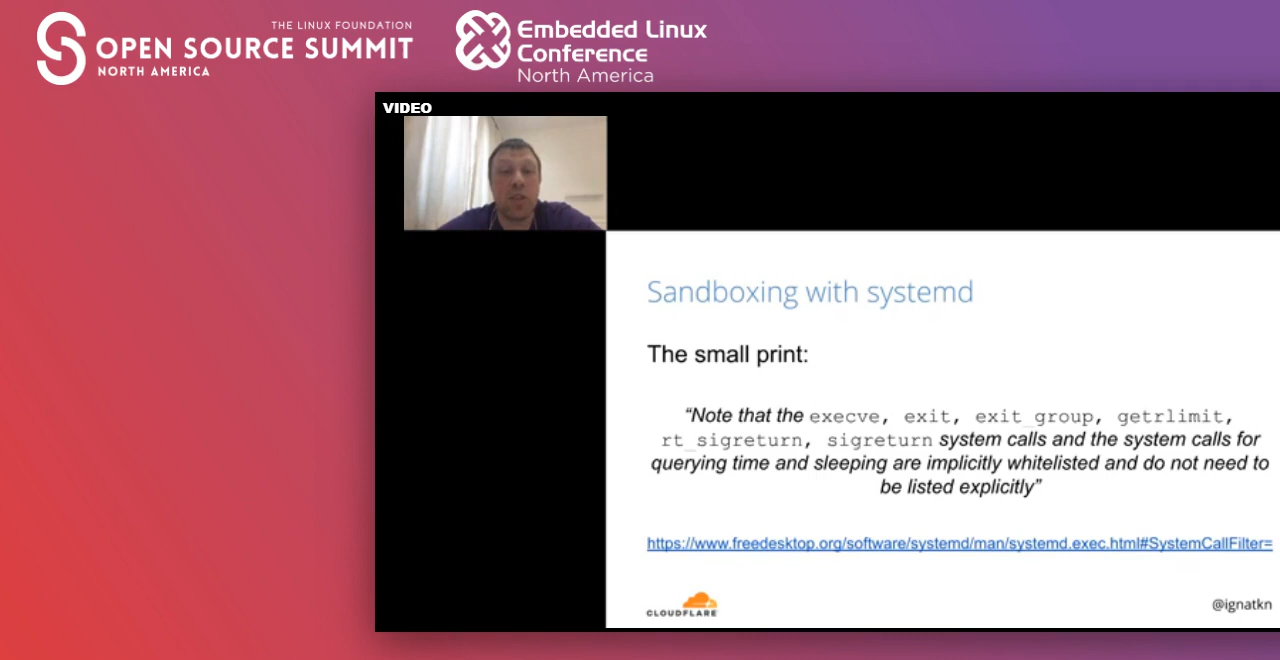 THE LINUX FOUNDATION
OPEN SOURCE SUMMIT
NORTH AMERICA
Embedded Linux
Conference
North America
VIDEO
Sandboxing with systemd
The small print:
“Note that the execve, exit, exit_group, getrlimit,
rt_sigreturn, sigreturn system calls and the system calls for
querying time and sleeping are implicitly whitelisted and do not need to
be listed explicitly”
https://www.freedesktop.org/software/systemd/man/systemd.exec.html#SystemCallFilter=
CLOUDFLARE
@ignatkn